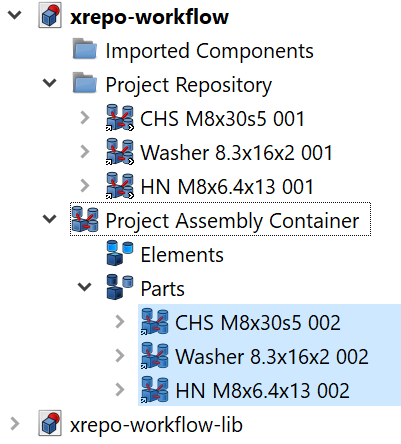 xrepo-workflow
Imported Components
Project Repository
CHS M8x30s5 001
Washer 8.3x16x2 001
HN M8x6.4x13 001
Project Assembly Container
Elements
Parts
CHS M8x30s5 002
Washer 8.3x16x2 002
HN M8x6.4x13 002
xrepo-workflow-lib